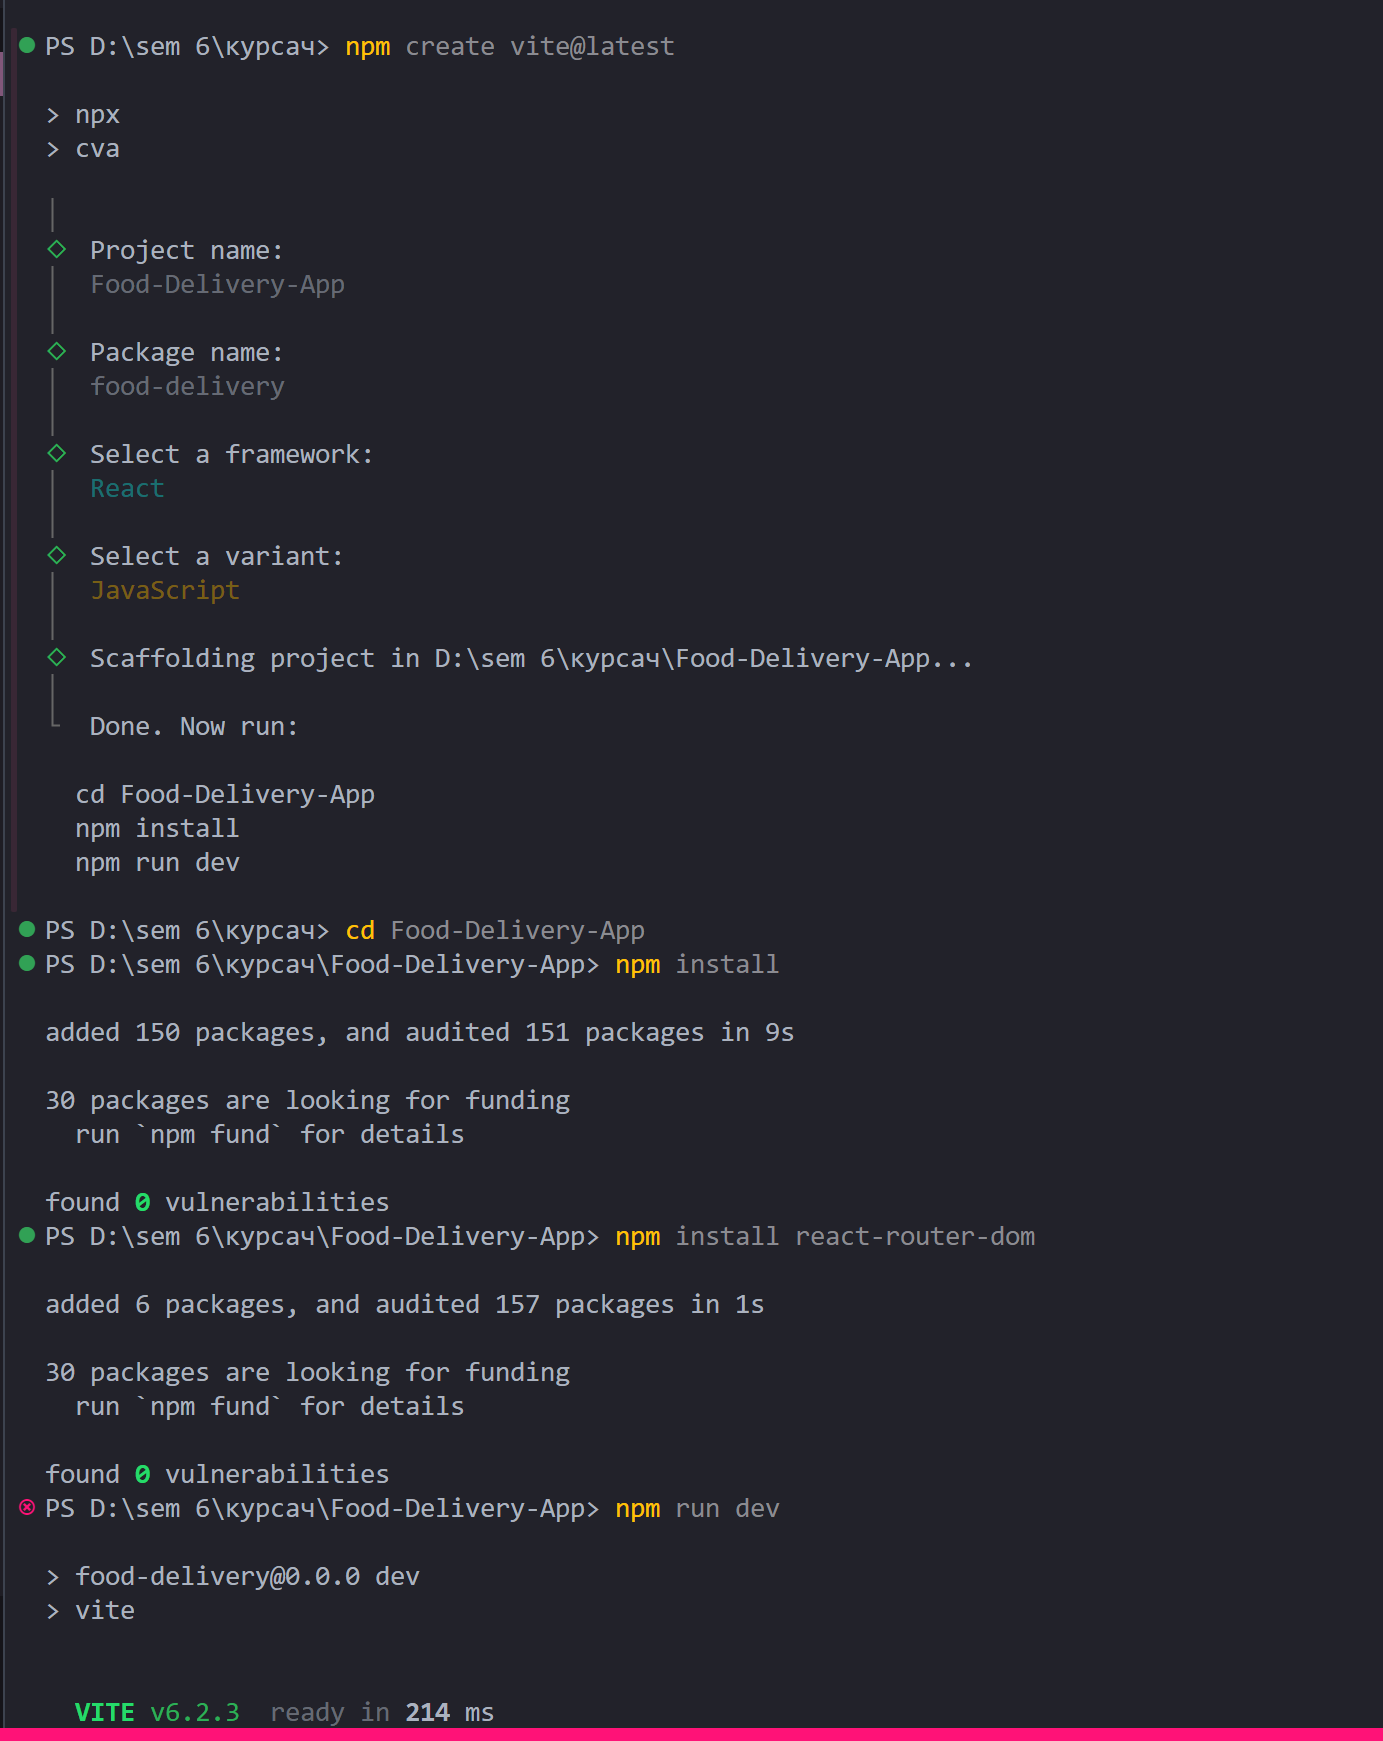 PS D:\sem 6\курсач> npm create vite@latest
> npx
> cva
Project name:
Food-Delivery-App
Package name:
food-delivery
Select a framework:
React
Select a variant:
JavaScript
Scaffolding project in D:\sem 6\курсач\Food-Delivery-App...
Done. Now run:
cd Food-Delivery-App
npm install
npm run dev
PS D:\sem 6\курсач> cd Food-Delivery-App
PS D:\sem 6\курсач\Food-Delivery-App> npm install
added 150 packages, and audited 151 packages in 9s
30 packages are looking for funding
run `npm fund` for details
found 0 vulnerabilities
PS D:\sem 6\курсач\Food-Delivery-App> npm install react-router-dom
added 6 packages, and audited 157 packages in 1s
30 packages are looking for funding
run `npm fund` for details
found 0 vulnerabilities
PS D:\sem 6\курсач\Food-Delivery-App> npm run dev
> food-delivery@0.0.0 dev
> vite
VITE v6.2.3 ready in 214 ms